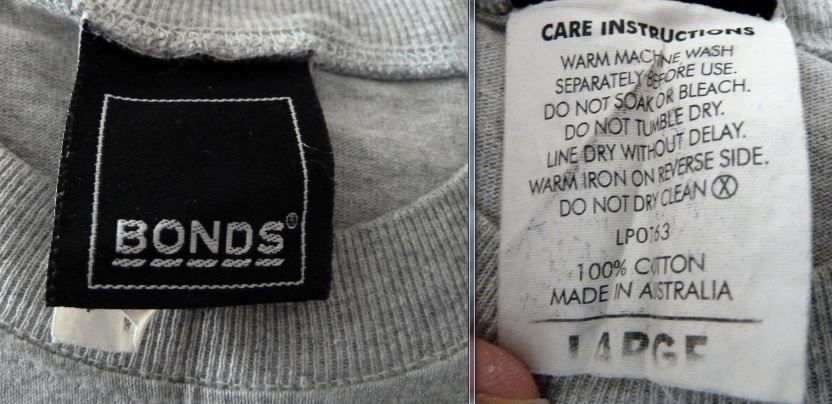 BONDS®
CARE INSTRUCTIONS
WARM MACHINE WASH
SEPARATELY BEFORE USE.
DO NOT SOAK OR BLEACH.
DO NOT TUMBLE DRY.
LINE DRY WITHOUT DELAY.
WARM IRON ON REVERSE SIDE.
DO NOT DRY CLEAN Ⓧ
LP0163
100% COTTON
MADE IN AUSTRALIA
LARGE